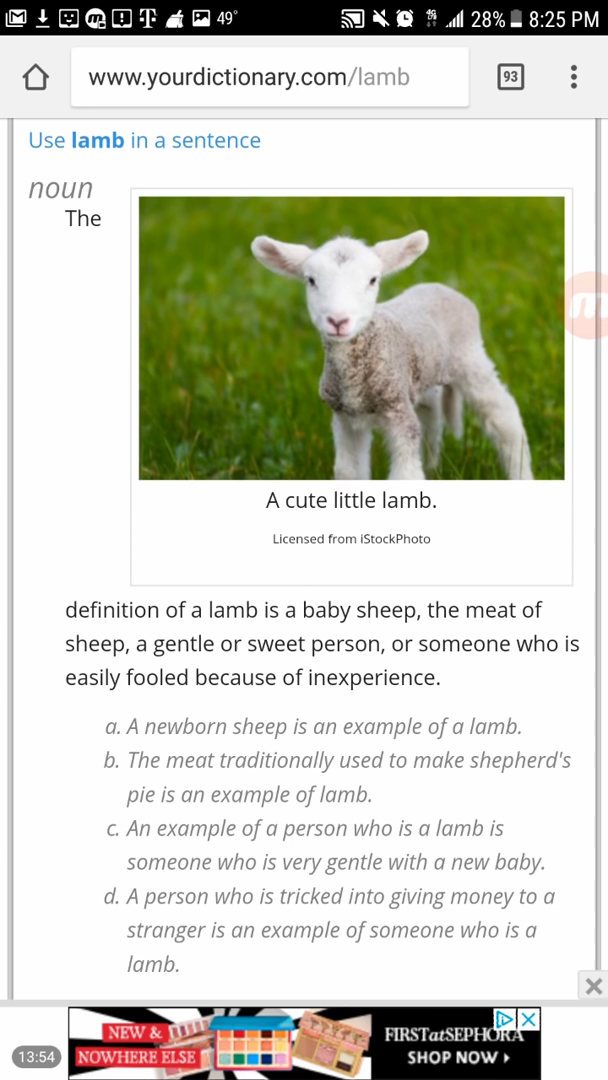 49°
28%
8:25 PM
www.yourdictionary.com/lamb
93
Use lamb in a sentence
noun
The
A cute little lamb.
Licensed from iStockPhoto
definition of a lamb is a baby sheep, the meat of
sheep, a gentle or sweet person, or someone who is
easily fooled because of inexperience.
a. A newborn sheep is an example of a lamb.
b. The meat traditionally used to make shepherd's
pie is an example of lamb.
c. An example of a person who is a lamb is
someone who is very gentle with a new baby.
d. A person who is tricked into giving money to a
stranger is an example of someone who is a
lamb.
NEW &
NOWHERE ELSE
FIRSTatSEPHORA
SHOP NOW
13:54